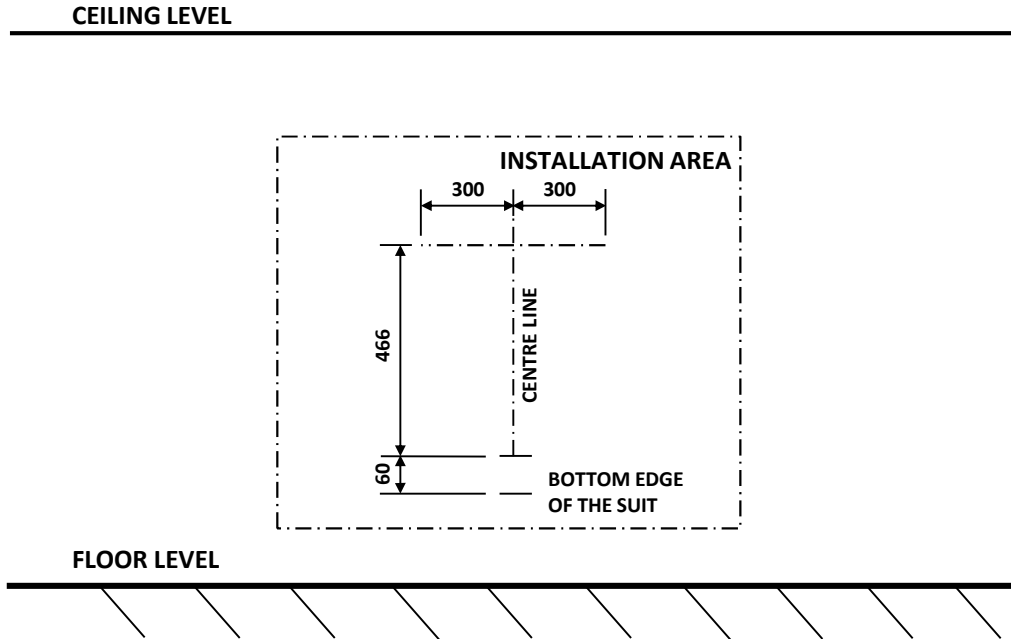 CEILING LEVEL
INSTALLATION AREA
300
300
466
CENTRE LINE
60
BOTTOM EDGE
OF THE SUIT
FLOOR LEVEL